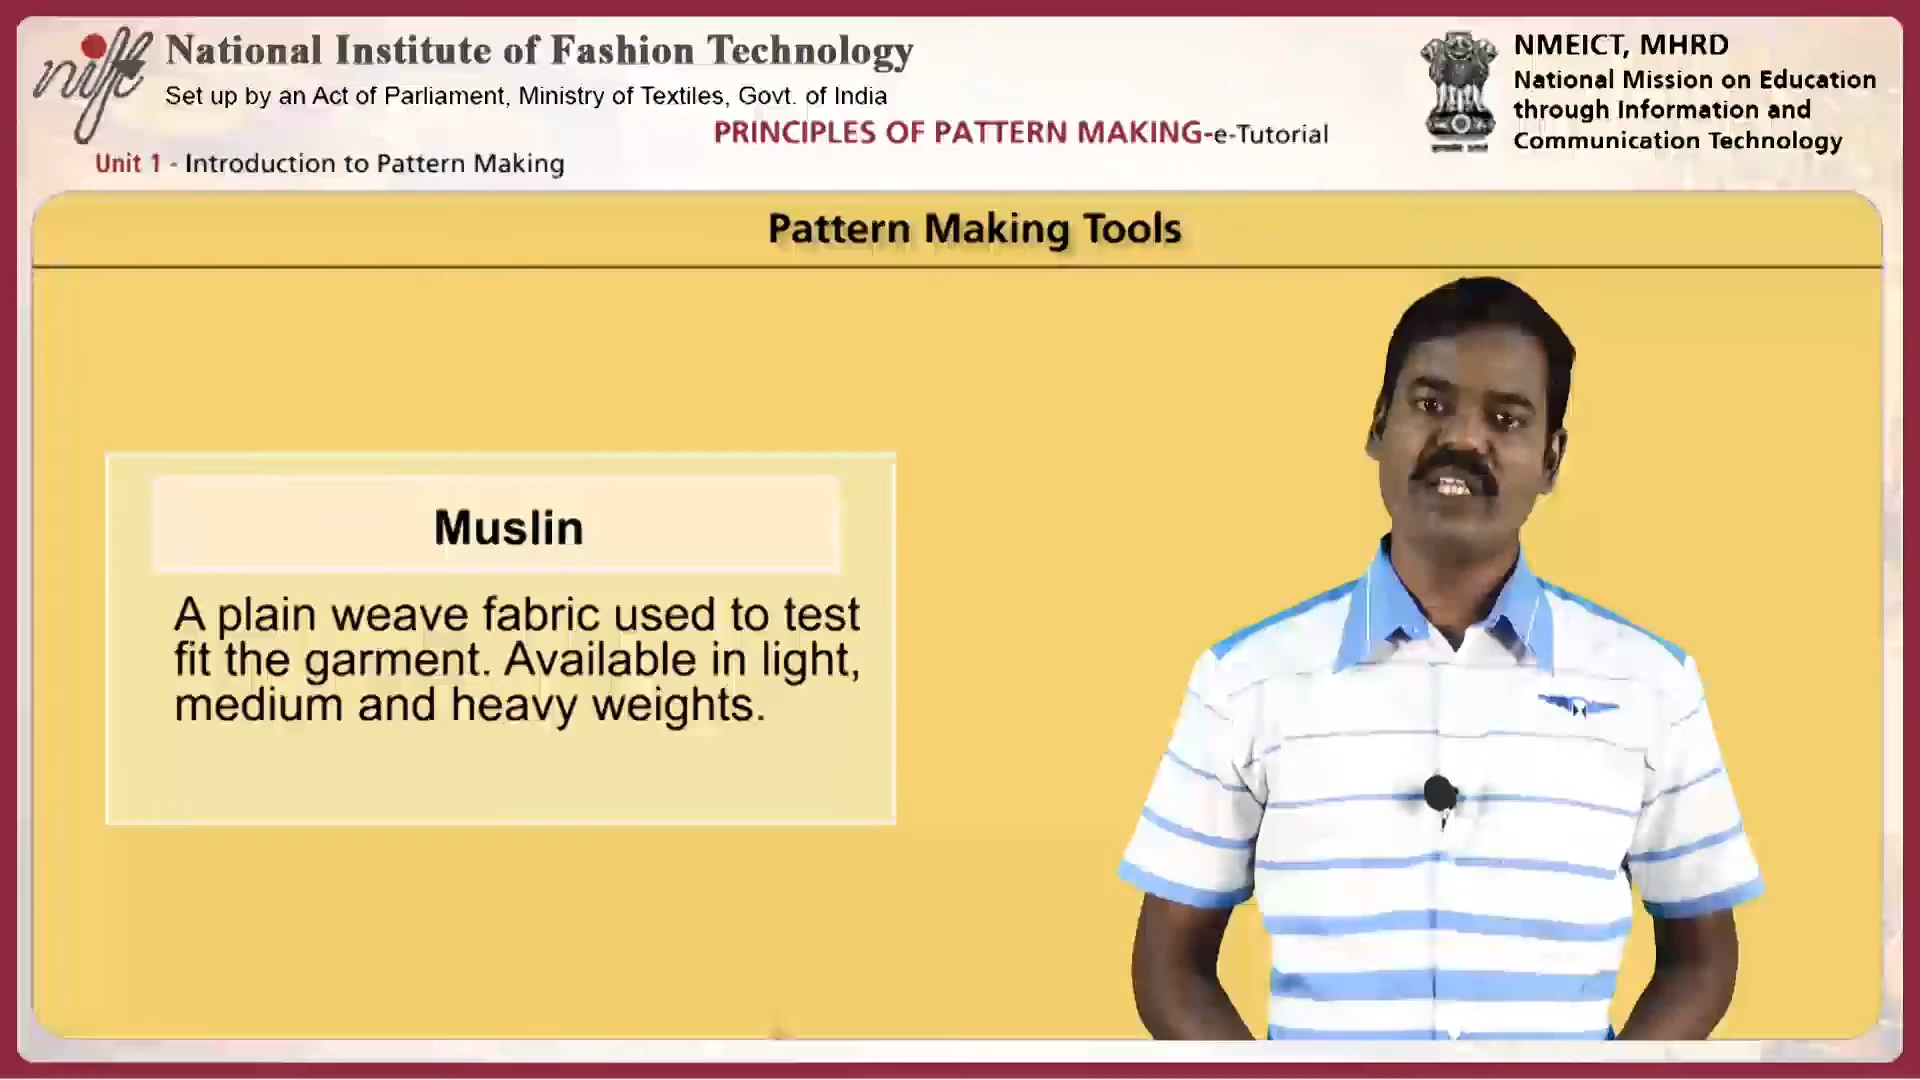 nift
National Institute of Fashion Technology
Set up by an Act of Parliament, Ministry of Textiles, Govt. of India
PRINCIPLES OF PATTERN MAKING-e-Tutorial
Unit 1 - Introduction to Pattern Making
NMEICT, MHRD
National Mission on Education
through Information and
Communication Technology
Pattern Making Tools
Muslin
A plain weave fabric used to test
fit the garment. Available in light,
medium and heavy weights.